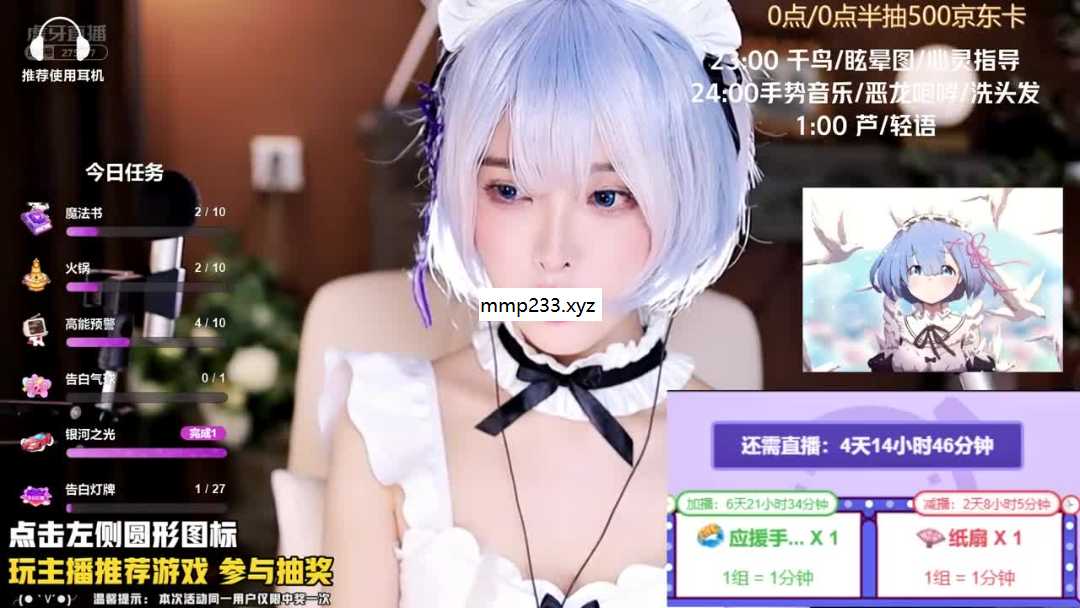 虎牙直播
推荐使用耳机
0点/0点半抽500京东卡
23:00 千鸟/眩晕图/心灵指导
24:00手势音乐/恶龙咆哮/洗头发
1:00 芦/轻语
今日任务
魔法书 2 / 10
火锅 2 / 10
高能预警 4 / 10
告白气球 0 / 1
银河之光 完成1
告白灯牌 1 / 27
mmp233.xyz
还需直播：4天14小时46分钟
加播：6天21小时34分钟
应援手... X 1
1组 = 1分钟
减播：2天8小时5分钟
纸扇 X 1
1组 = 1分钟
点击左侧圆形图标
玩主播推荐游戏 参与抽奖
温馨提示： 本次活动同一用户仅限中奖一次